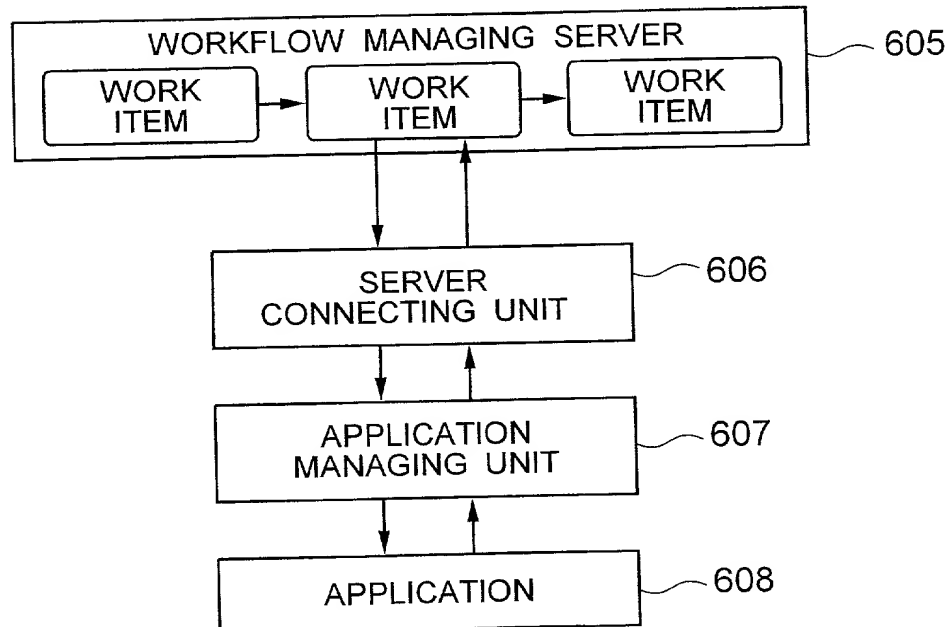 WORKFLOW MANAGING SERVER
605
WORK
ITEM
WORK
ITEM
WORK
ITEM
SERVER
CONNECTING UNIT
606
APPLICATION
MANAGING UNIT
607
APPLICATION
608